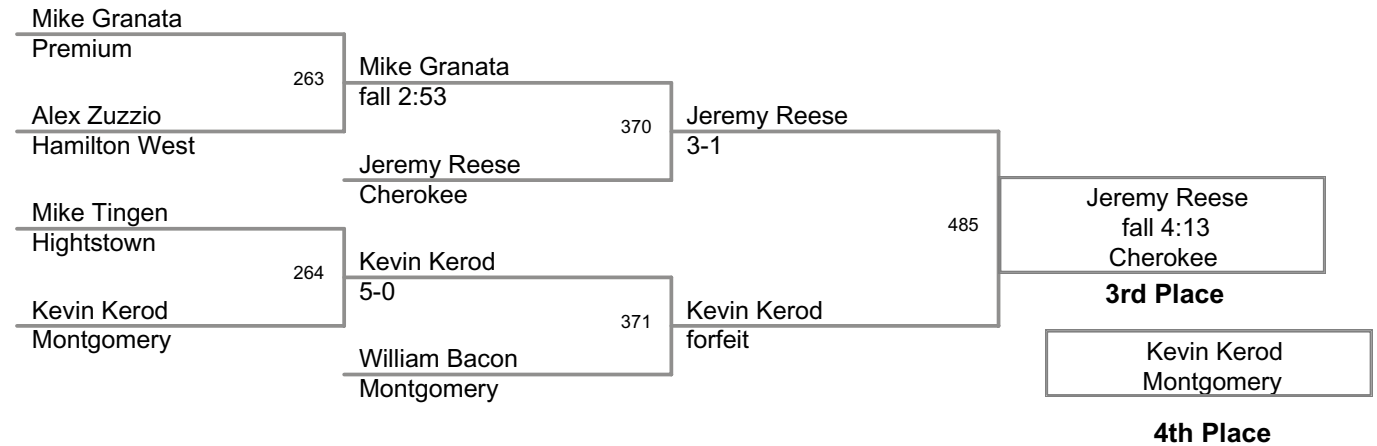 Mike Granata
Premium
263
Alex Zuzzio
Hamilton West
Mike Granata
fall 2:53
370
Jeremy Reese
Cherokee
Jeremy Reese
3-1
Mike Tingen
Hightstown
264
Kevin Kerod
Montgomery
Kevin Kerod
5-0
371
William Bacon
Montgomery
Kevin Kerod
forfeit
485
Jeremy Reese
fall 4:13
Cherokee
3rd Place
Kevin Kerod
Montgomery
4th Place